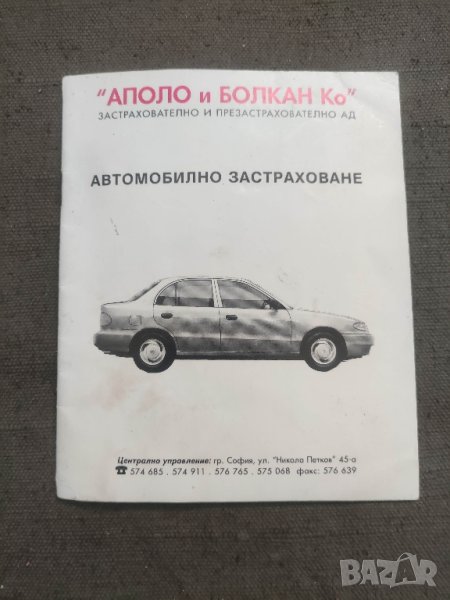 "АПОЛО и БОЛКАН Ко"
ЗАСТРАХОВАТЕЛНО И ПРЕЗАСТРАХОВАТЕЛНО АД
АВТОМОБИЛНО ЗАСТРАХОВАНЕ
Централно управление: гр. София, ул. "Никола Петков" 45-а
☎ 574 685 . 574 911 . 576 765 . 575 068 факс: 576 639
BAZAR